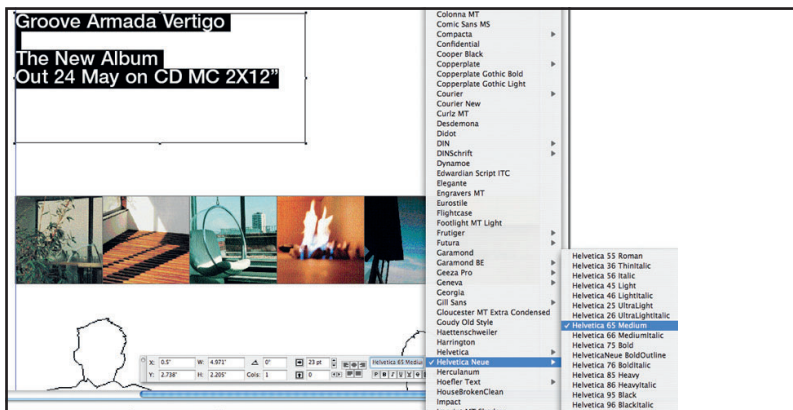 Groove Armada Vertigo
The New Album
Out 24 May on CD MC 2X12”
Colonna MT
Comic Sans MS
Compacta
Confidential
Cooper Black
Copperplate
Copperplate Gothic Bold
Copperplate Gothic Light
Courier
Courier New
Curlz MT
Desdemona
Didot
DIN
DINSchrift
Dynamoe
Edwardian Script ITC
Elegante
Engravers MT
Eurostile
Flightcase
Footlight MT Light
Frutiger
Futura
Garamond
Garamond BE
Geeza Pro
Geneva
Georgia
Gill Sans
Gloucester MT Extra Condensed
Goudy Old Style
Haettenschweiler
Harrington
Helvetica
✓ Helvetica Neue
Herculanum
Hoefler Text
HouseBrokenClean
Impact
Helvetica 55 Roman
Helvetica 36 ThinItalic
Helvetica 56 Italic
Helvetica 45 Light
Helvetica 46 LightItalic
Helvetica 25 UltraLight
Helvetica 26 UltraLightItalic
✓ Helvetica 65 Medium
Helvetica 66 MediumItalic
Helvetica 75 Bold
HelveticaNeue BoldOutline
Helvetica 76 BoldItalic
Helvetica 85 Heavy
Helvetica 86 HeavyItalic
Helvetica 95 Black
Helvetica 96 BlackItalic
X: 0.5" W: 4.971" 0° 23 pt Helvetica 65 Mediu
Y: 2.736" H: 2.205" Cols: 1 0 P B I U